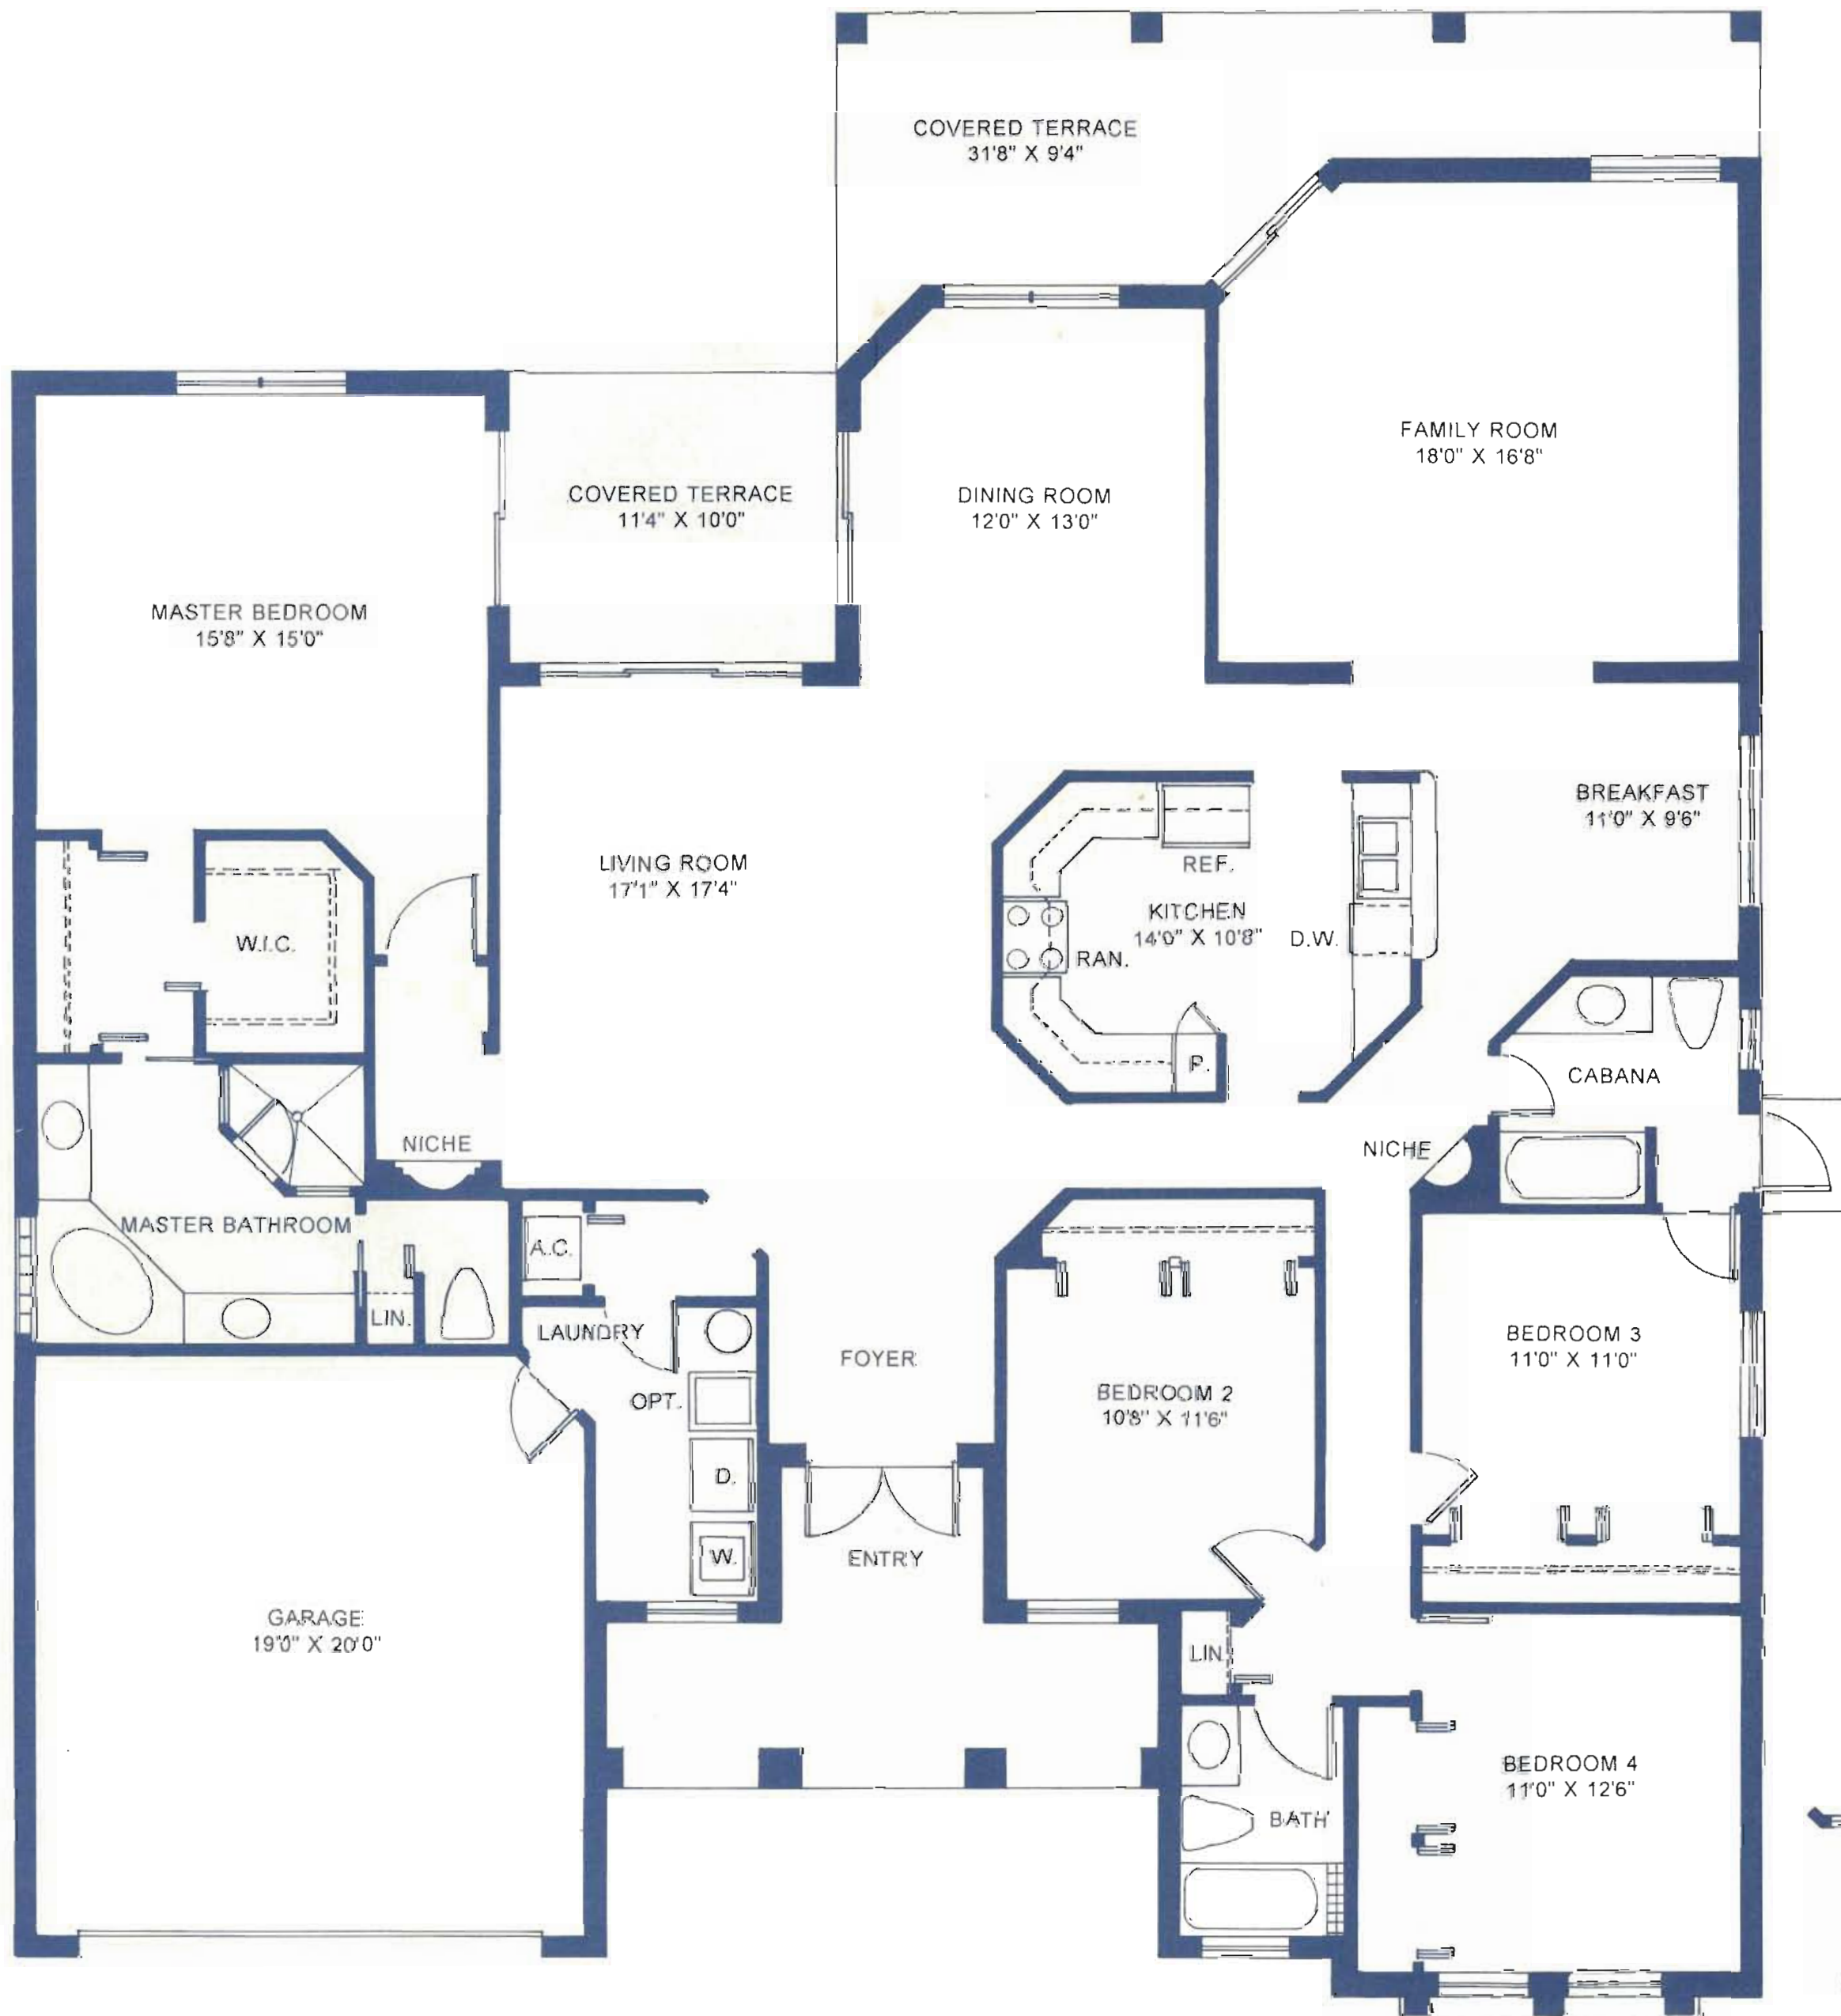 COVERED TERRACE
31'8" X 9'4"
FAMILY ROOM
18'0" X 16'8"
COVERED TERRACE
11'4" X 10'0"
DINING ROOM
12'0" X 13'0"
MASTER BEDROOM
15'8" X 15'0"
BREAKFAST
11'0" X 9'6"
LIVING ROOM
17'1" X 17'4"
REF.
KITCHEN
14'0" X 10'8"
D.W.
RAN.
W.I.C.
P.
CABANA
NICHE
NICHE
MASTER BATHROOM
A.C.
LIN.
LAUNDRY
FOYER
BEDROOM 3
11'0" X 11'0"
OPT.
BEDROOM 2
10'8" X 11'6"
D.
W.
ENTRY
GARAGE
19'0" X 20'0"
LIN.
BEDROOM 4
11'0" X 12'6"
BATH